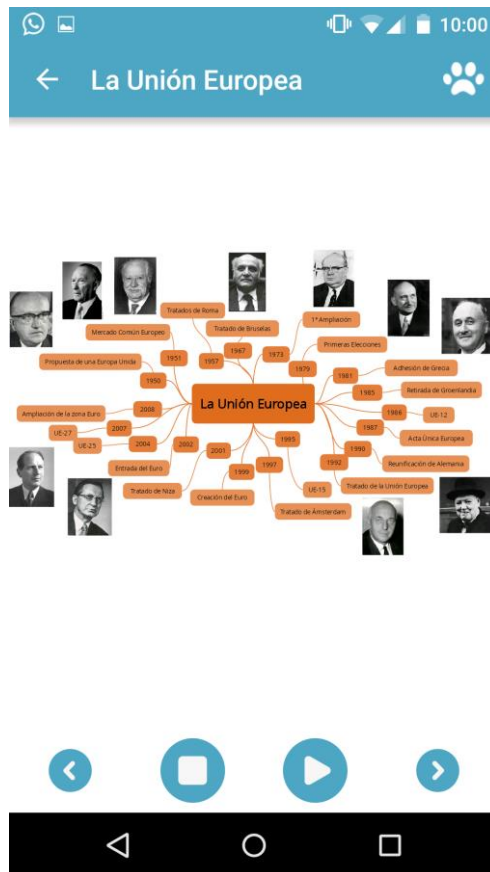 10:00
La Unión Europea
Tratados de Roma
1957
Tratado de Bruselas
1967
1ª Ampliación
1973
Mercado Común Europeo
1951
Primeras Elecciones
1979
Propuesta de una Europa Unida
1950
Adhesión de Grecia
1981
La Unión Europea
Retirada de Groenlandia
1985
Ampliación de la zona Euro
2008
1986
UE-12
UE-27
2007
1987
Acta Única Europea
UE-25
2004
2002
2001
1995
1990
Reunificación de Alemania
Entrada del Euro
1999
1997
1992
Tratado de la Unión Europea
Tratado de Niza
Creación del Euro
UE-15
Tratado de Ámsterdam